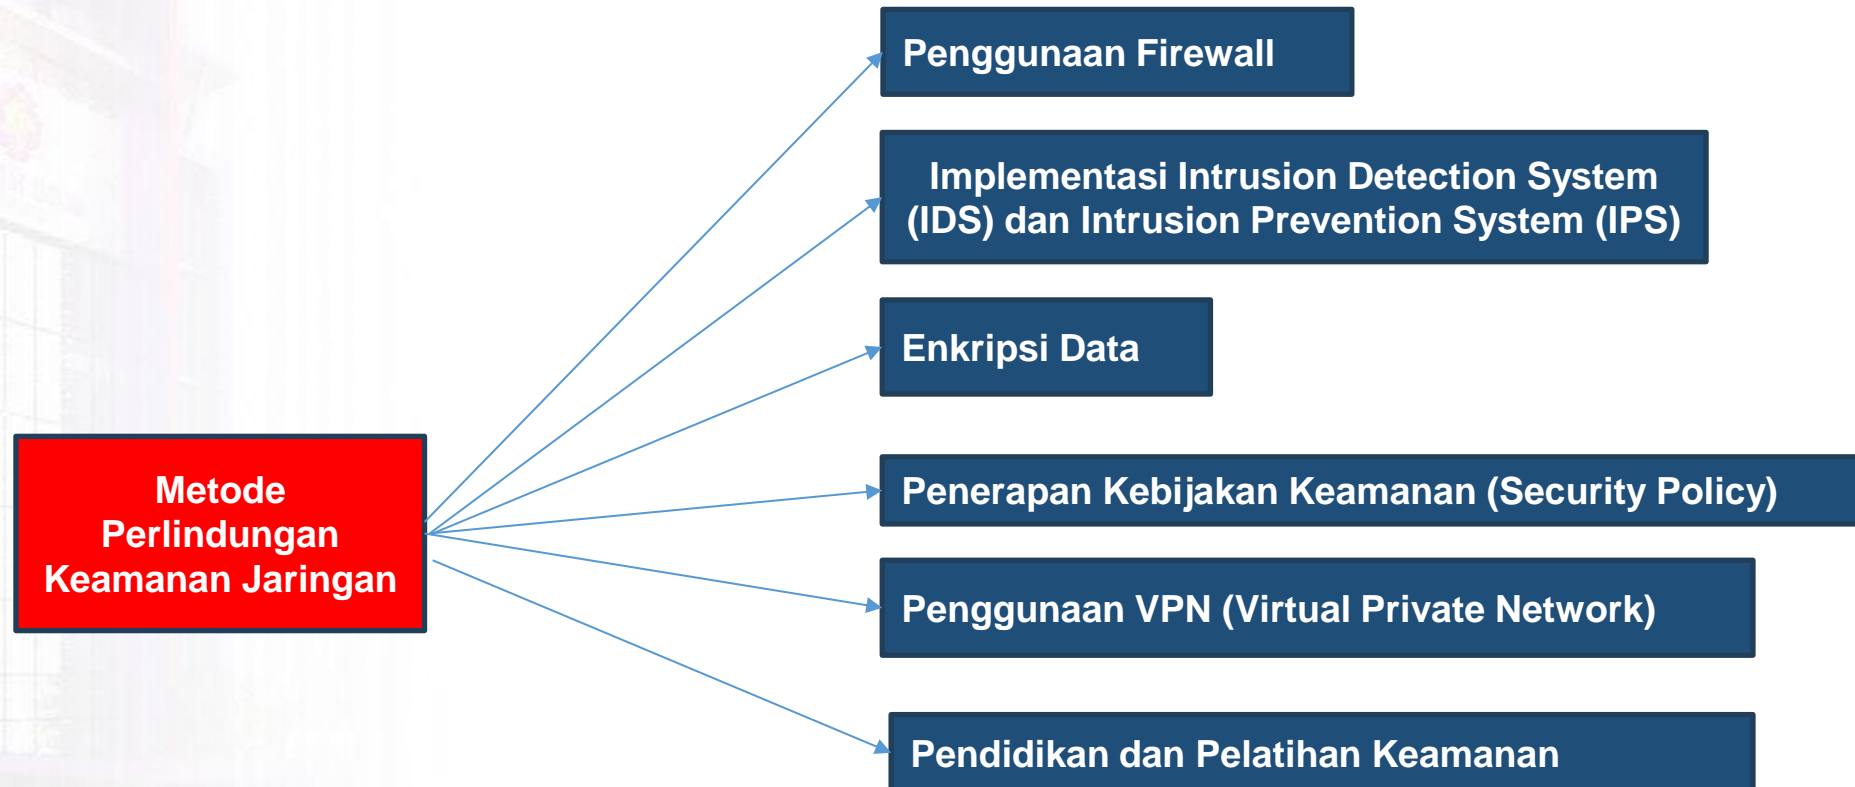 Penggunaan Firewall
Implementasi Intrusion Detection System
(IDS) dan Intrusion Prevention System (IPS)
Enkripsi Data
Metode
Perlindungan
Keamanan Jaringan
Penerapan Kebijakan Keamanan (Security Policy)
Penggunaan VPN (Virtual Private Network)
Pendidikan dan Pelatihan Keamanan